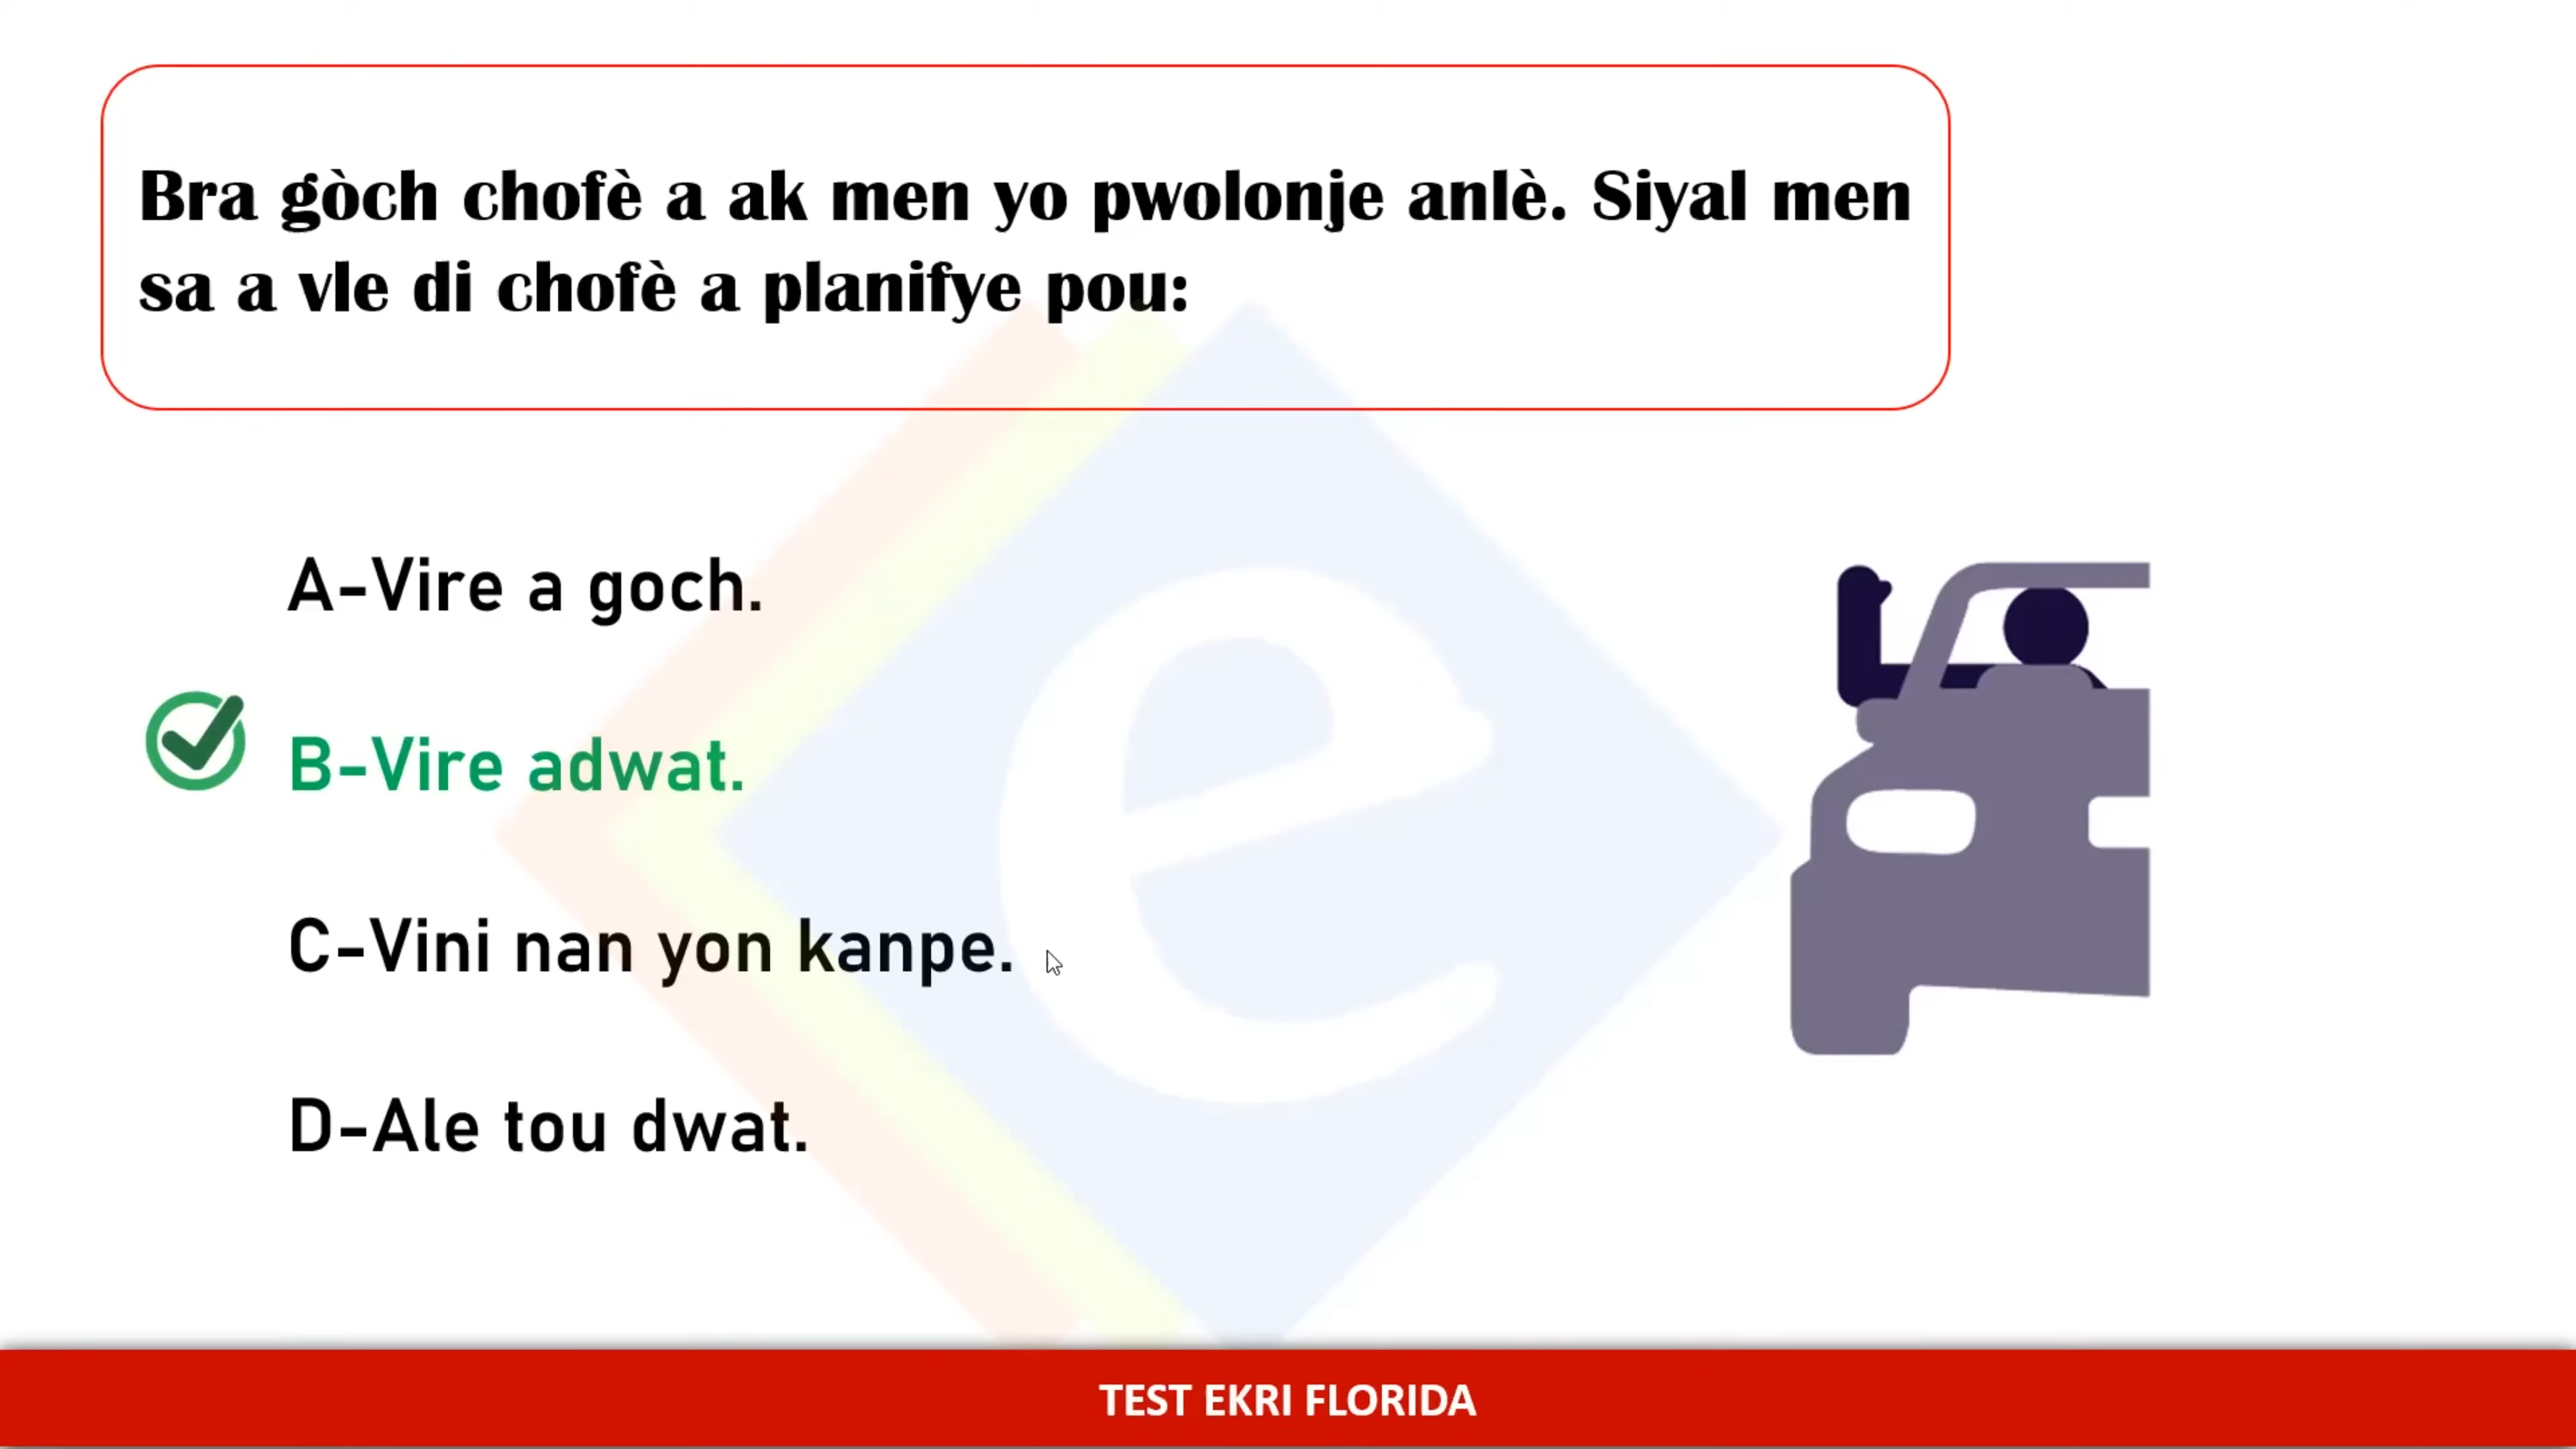 Bra gòch chofè a ak men yo pwolonje anlè. Siyal men
sa a vle di chofè a planifye pou:
A-Vire a goch.
B-Vire adwat.
C-Vini nan yon kanpe.
D-Ale tou dwat.
e
TEST EKRI FLORIDA